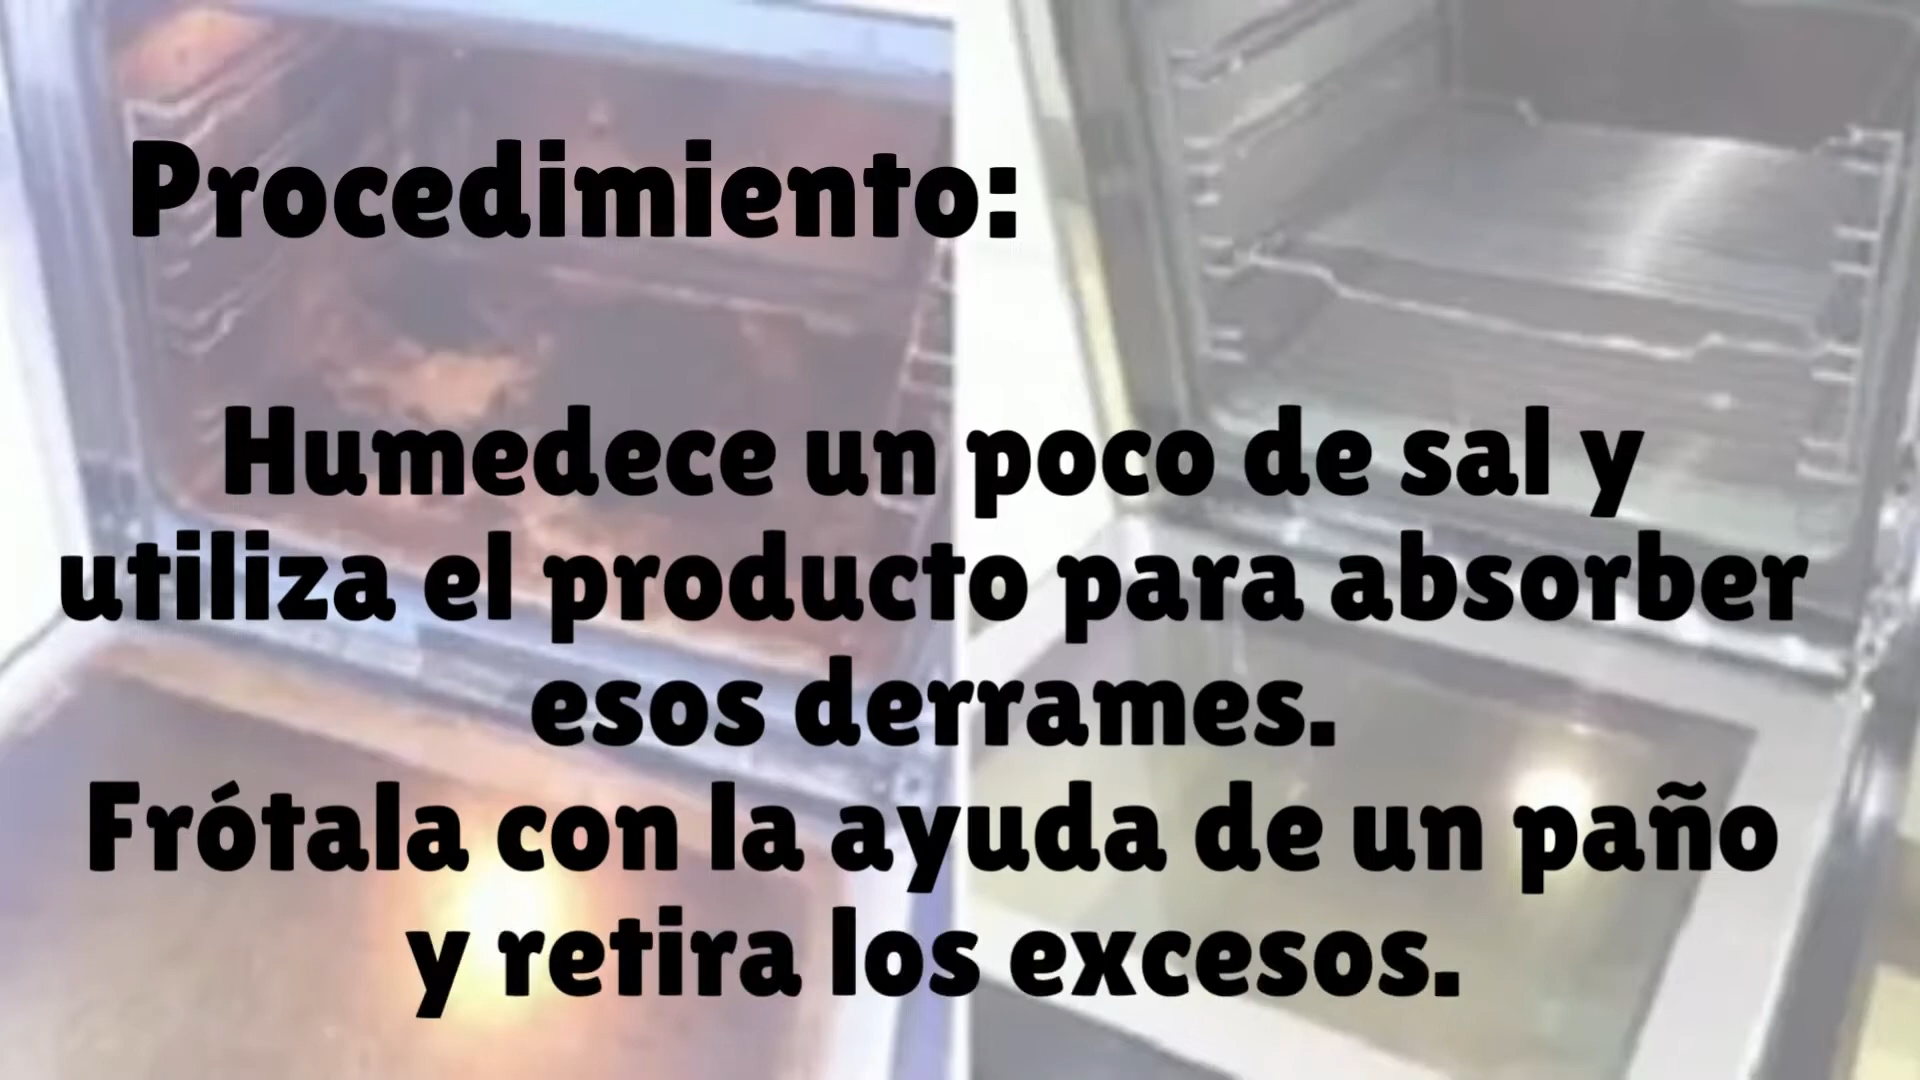 Procedimiento:
Humedece un poco de sal y
utiliza el producto para absorber
esos derrames.
Frótala con la ayuda de un paño
y retira los excesos.